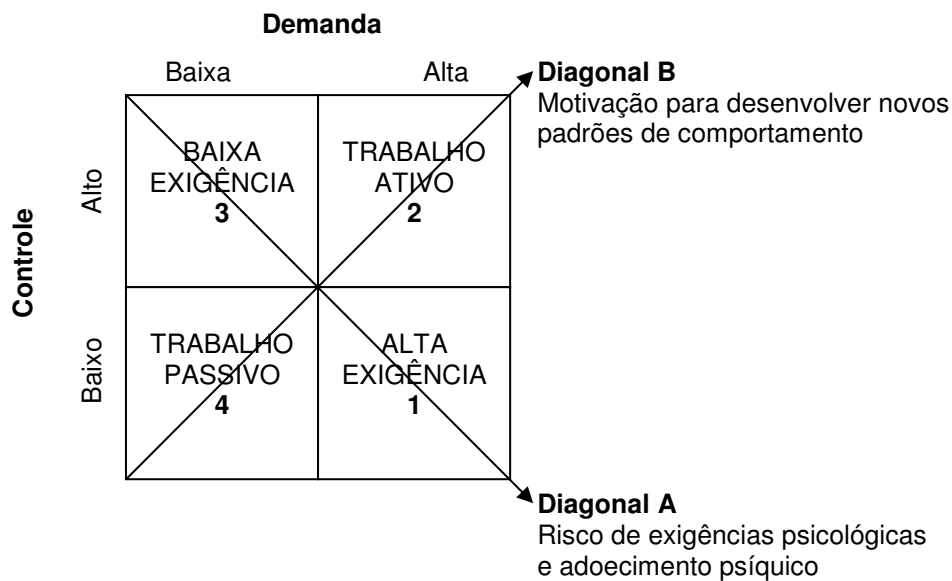 Demanda
Baixa
Alta
Diagonal B
Motivação para desenvolver novos
padrões de comportamento
Controle
Alto
BAIXA
EXIGÊNCIA
3
TRABALHO
ATIVO
2
Baixo
TRABALHO
PASSIVO
4
ALTA
EXIGÊNCIA
1
Diagonal A
Risco de exigências psicológicas
e adoecimento psíquico